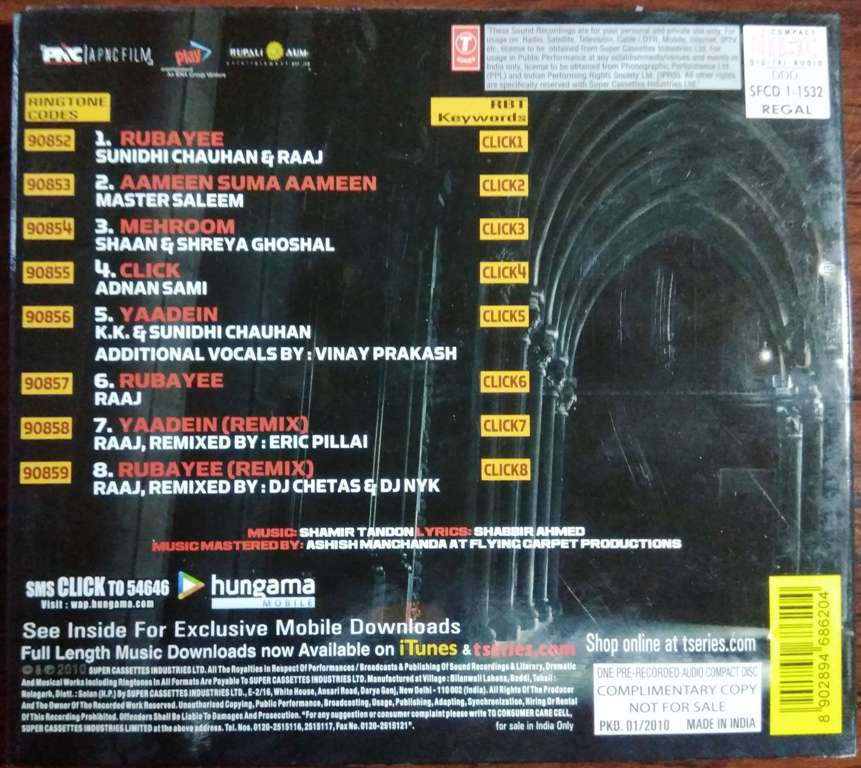 PNC | A PNC FILM
Play
entertainment
An ENA Group Venture
RUPALI AUM
entertainment pvt. ltd.
T
SERIES
"These Sound Recordings are for your personal and private use only. For
usage on: Radio, Satellite, Television, Cable / DTH, Mobile, Internet, IPTV
etc, license to be obtained from Super Cassettes Industries Ltd. For
usage in Public Performance at any establishments/venues and events in
India only, license to be obtained from Phonographic Performance Ltd.
(PPL) and Indian Performing Rights Society Ltd. (IPRS). All other rights
are specifically reserved with Super Cassettes Industries Ltd."
COMPACT
disc
DIGITAL AUDIO
DDD
SFCD 1-1532
REGAL
RINGTONE
CODES
RBT
Keywords
90852 1. RUBAYEE CLICK1
SUNIDHI CHAUHAN & RAAJ
90853 2. AAMEEN SUMA AAMEEN CLICK2
MASTER SALEEM
90854 3. MEHROOM CLICK3
SHAAN & SHREYA GHOSHAL
90855 4. CLICK CLICK4
ADNAN SAMI
90856 5. YAADEIN CLICK5
K.K. & SUNIDHI CHAUHAN
ADDITIONAL VOCALS BY : VINAY PRAKASH
90857 6. RUBAYEE CLICK6
RAAJ
90858 7. YAADEIN (REMIX) CLICK7
RAAJ, REMIXED BY : ERIC PILLAI
90859 8. RUBAYEE (REMIX) CLICK8
RAAJ, REMIXED BY : DJ CHETAS & DJ NYK
MUSIC: SHAMIR TANDON LYRICS: SHABBIR AHMED
MUSIC MASTERED BY: ASHISH MANCHANDA AT FLYING CARPET PRODUCTIONS
SMS CLICK TO 54646
Visit : wap.hungama.com
hungama
MOBILE
See Inside For Exclusive Mobile Downloads
Full Length Music Downloads now Available on iTunes & tseries.com
Shop online at tseries.com
© & ℗ 2010 SUPER CASSETTES INDUSTRIES LTD. All The Royalties In Respect Of Performances / Broadcasts & Publishing Of Sound Recordings & Literary, Dramatic
And Musical Works Including Ringtones In All Formats Are Payable To SUPER CASSETTES INDUSTRIES LTD. Manufactured at Village : Bilanwali Labana, Baddi, Tehsil :
Nalagarh, Distt. : Solan (H.P.) By SUPER CASSETTES INDUSTRIES LTD., E-2/16, White House, Ansari Road, Darya Ganj, New Delhi - 110 002 (India). All Rights Of The Producer
And The Owner Of The Recorded Work Reserved. Unauthorised Copying, Public Performance, Broadcasting, Usage, Publishing, Adapting, Synchronization, Hiring Or Rental
Of This Recording Prohibited. Offenders Shall Be Liable To Damages And Prosecution. "For any suggestion or consumer complaint please write TO CONSUMER CARE CELL,
SUPER CASSETTES INDUSTRIES LIMITED at the above address. Tel. Nos. 0120-2515116, 2515117, Fax No. 0120-2515121".
for sale in India Only
ONE PRE-RECORDED AUDIO COMPACT DISC
COMPLIMENTARY COPY
NOT FOR SALE
PKD. 01/2010 MADE IN INDIA
8 902894 686204